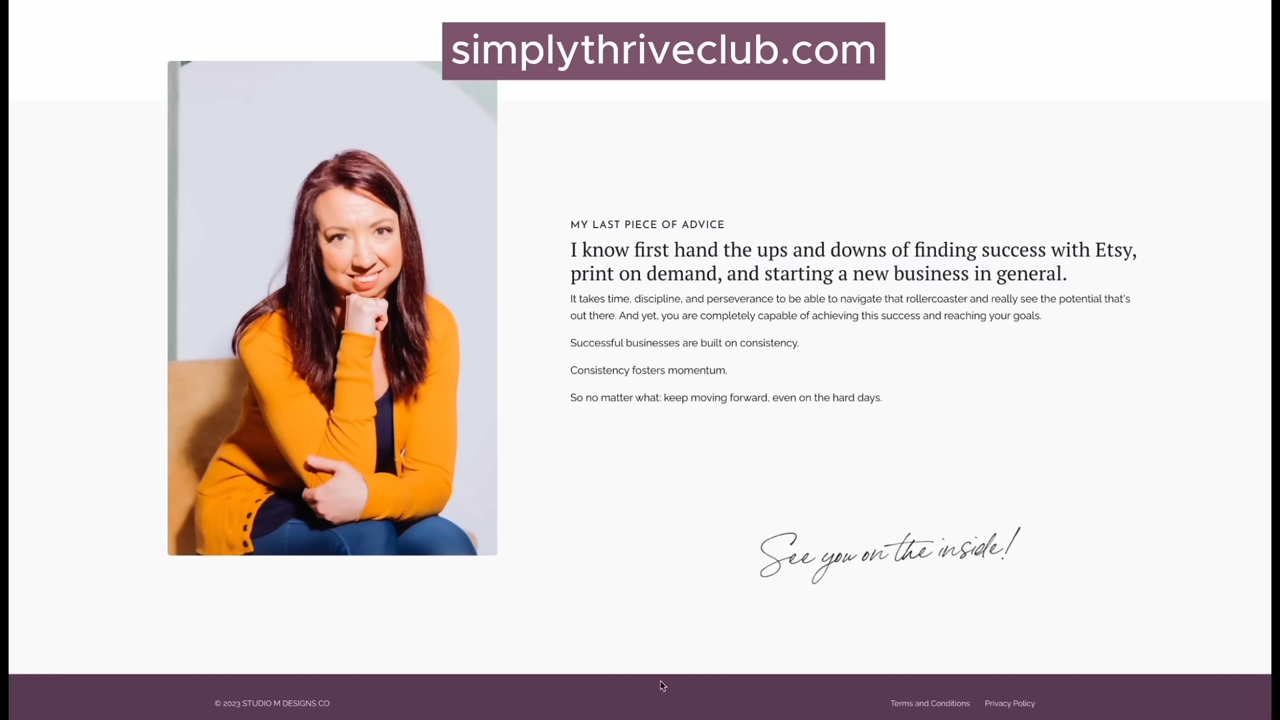 simplythriveclub.com
MY LAST PIECE OF ADVICE
I know first hand the ups and downs of finding success with Etsy,
print on demand, and starting a new business in general.
It takes time, discipline, and perseverance to be able to navigate that rollercoaster and really see the potential that's
out there. And yet, you are completely capable of achieving this success and reaching your goals.
Successful businesses are built on consistency.
Consistency fosters momentum.
So no matter what: keep moving forward, even on the hard days.
See you on the inside!
© 2023 STUDIO M DESIGNS CO
Terms and Conditions Privacy Policy